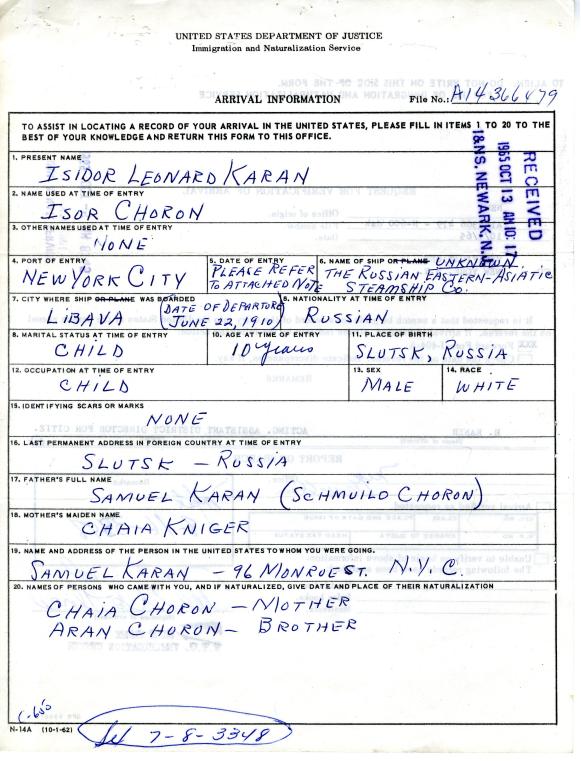 UNITED STATES DEPARTMENT OF JUSTICE
Immigration and Naturalization Service
ARRIVAL INFORMATION
File No.: A14366479
TO ASSIST IN LOCATING A RECORD OF YOUR ARRIVAL IN THE UNITED STATES, PLEASE FILL IN ITEMS 1 TO 20 TO THE
BEST OF YOUR KNOWLEDGE AND RETURN THIS FORM TO THIS OFFICE.
1. PRESENT NAME
ISIDOR LEONARD KARAN
2. NAME USED AT TIME OF ENTRY
ISOR CHORON
3. OTHER NAMES USED AT TIME OF ENTRY
NONE
RECEIVED
1965 OCT 13 AM 10:17
I&NS. NEWARK. N.J.
4. PORT OF ENTRY
NEW YORK CITY
5. DATE OF ENTRY
PLEASE REFER
TO ATTACHED NOTE
6. NAME OF SHIP OR PLANE UNKNOWN
THE RUSSIAN EASTERN-ASIATIC
STEAMSHIP CO.
7. CITY WHERE SHIP OR PLANE WAS BOARDED
LIBAVA (DATE OF DEPARTURE
JUNE 22, 1910)
8. NATIONALITY AT TIME OF ENTRY
RUSSIAN
8. MARITAL STATUS AT TIME OF ENTRY
CHILD
10. AGE AT TIME OF ENTRY
10 years
11. PLACE OF BIRTH
SLUTSK, RUSSIA
12. OCCUPATION AT TIME OF ENTRY
CHILD
13. SEX
MALE
14. RACE
WHITE
15. IDENTIFYING SCARS OR MARKS
NONE
16. LAST PERMANENT ADDRESS IN FOREIGN COUNTRY AT TIME OF ENTRY
SLUTSK – RUSSIA
17. FATHER'S FULL NAME
SAMUEL KARAN (SCHMUILO CHORON)
18. MOTHER'S MAIDEN NAME
CHAIA KNIGER
19. NAME AND ADDRESS OF THE PERSON IN THE UNITED STATES TO WHOM YOU WERE GOING.
SAMUEL KARAN – 96 MONROE ST. N.Y.C.
20. NAMES OF PERSONS WHO CAME WITH YOU, AND IF NATURALIZED, GIVE DATE AND PLACE OF THEIR NATURALIZATION
CHAIA CHORON – MOTHER
ARAN CHORON – BROTHER
C-600
N-14A (10-1-62)
7-8-3348